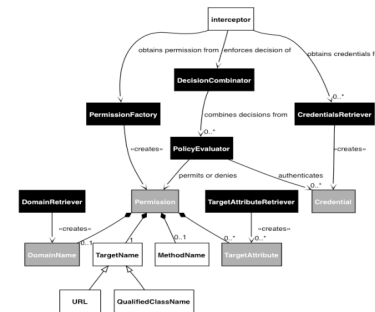 interceptor
obtains permission from
enforces decision of
obtains credentials f
DecisionCombinator
PermissionFactory
combines decisions from
0..*
0..*
CredentialsRetriever
PolicyEvaluator
«creates»
«creates»
permits or denies
authenticates
0..*
DomainRetriever
Permission
TargetAttributeRetriever
Credential
«creates»
«creates»
0..1
1
0..1
0..*
0..*
DomainName
TargetName
MethodName
TargetAttribute
URL
QualifiedClassName